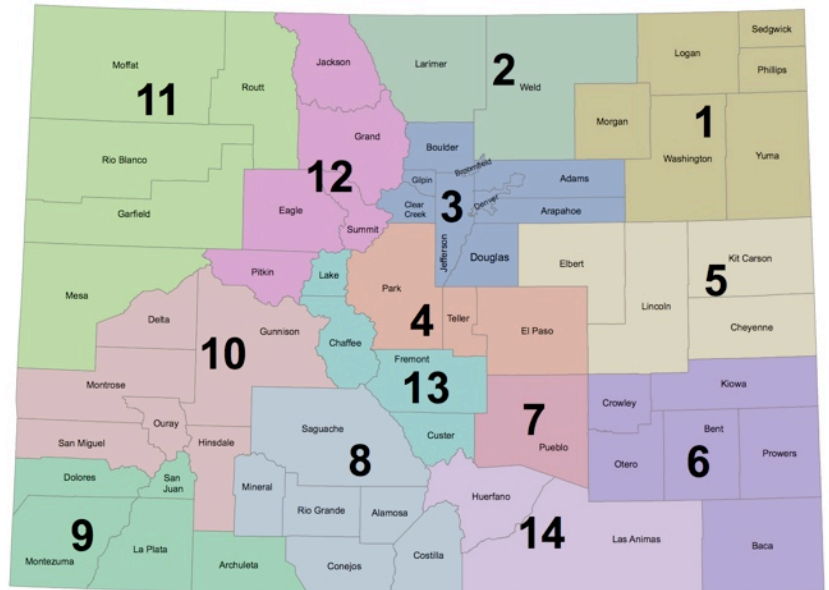 Sedgwick
Logan
Jackson
Larimer
2
Moffat
Phillips
Routt
Weld
11
Morgan
1
Grand
Boulder
Washington
Yuma
Rio Blanco
Broomfield
12
Gilpin
Adams
Eagle
Clear
Creek
3
Denver
Arapahoe
Garfield
Summit
Jefferson
Douglas
Elbert
Kit Carson
Pitkin
Lake
5
Park
Mesa
Lincoln
Delta
Gunnison
4
Teller
El Paso
Cheyenne
Chaffee
10
Fremont
Montrose
13
Kiowa
Crowley
Ouray
7
Saguache
Bent
San Miguel
Hinsdale
Custer
Pueblo
Prowers
8
6
Otero
Dolores
San
Juan
Mineral
Huerfano
Rio Grande
Alamosa
9
14
Las Animas
La Plata
Baca
Montezuma
Archuleta
Conejos
Costilla